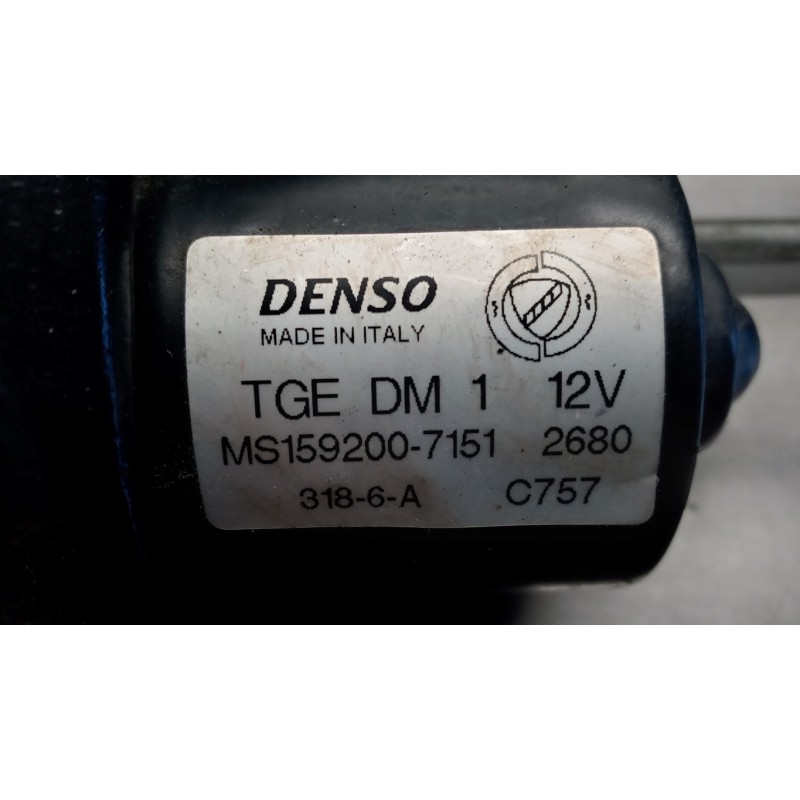 DENSO
MADE IN ITALY
TGE DM 1 12V
MS159200-7151 2680
318-6-A C757